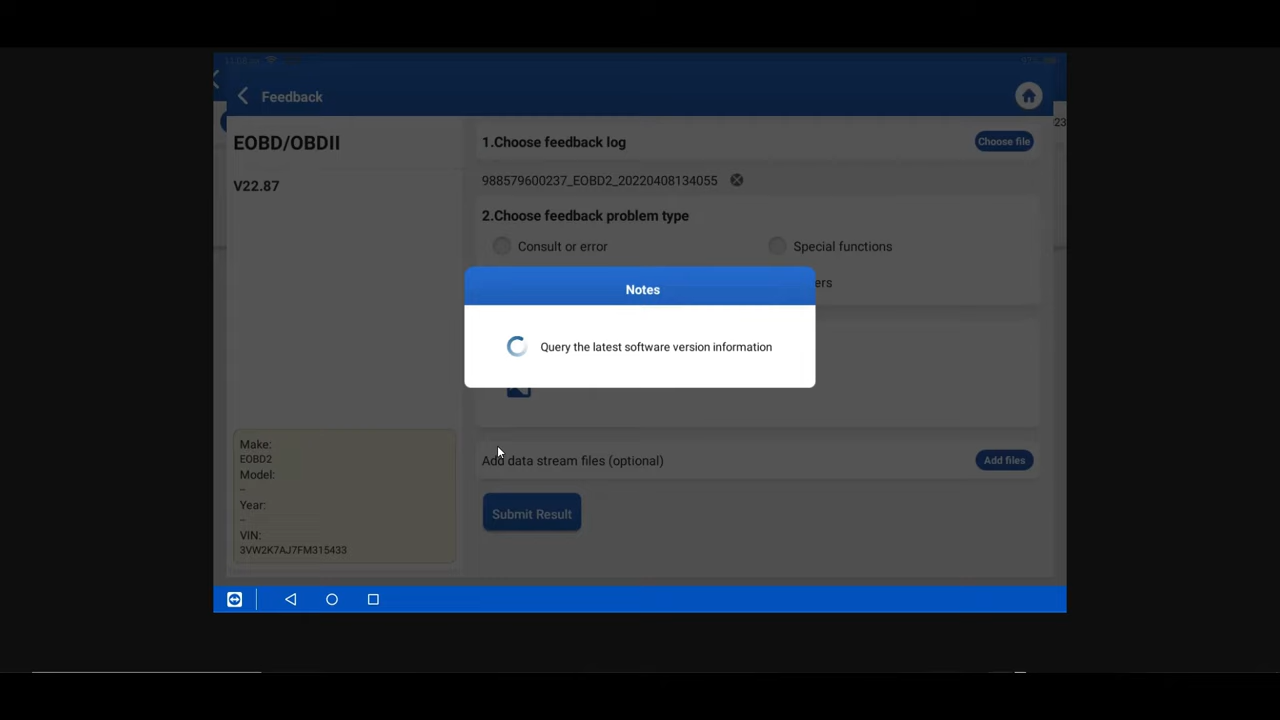 Feedback
EOBD/OBDII
V22.87
1.Choose feedback log
Choose file
988579600237_EOBD2_20220408134055
2.Choose feedback problem type
Consult or error
Special functions
ers
Notes
Query the latest software version information
Add data stream files (optional)
Add files
Submit Result
Make:
EOBD2
Model:
--
Year:
--
VIN:
3VW2K7AJ7FM315433
23